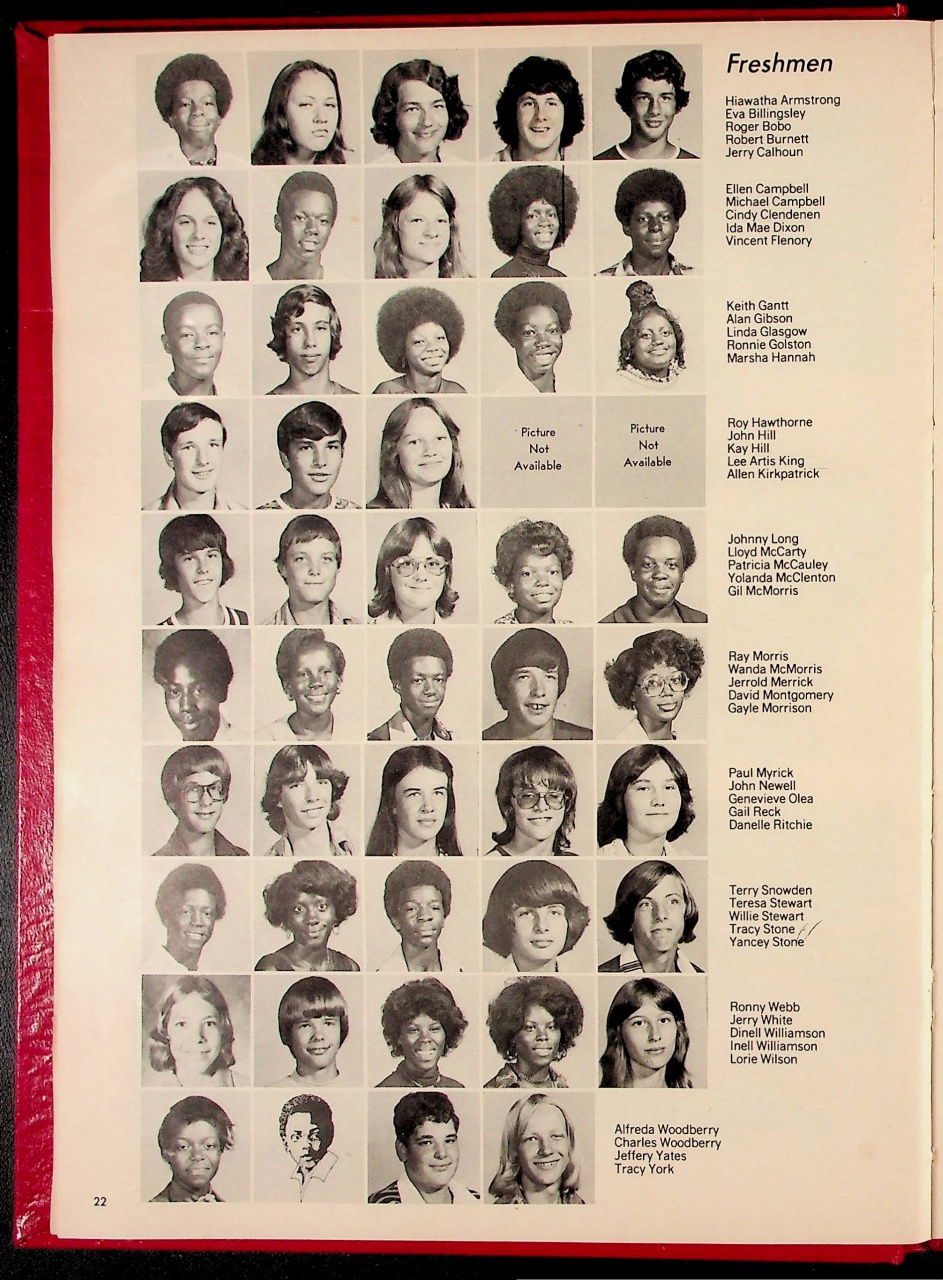 Freshmen
Hiawatha Armstrong
Eva Billingsley
Roger Bobo
Robert Burnett
Jerry Calhoun
Ellen Campbell
Michael Campbell
Cindy Clendenen
Ida Mae Dixon
Vincent Flenory
Keith Gantt
Alan Gibson
Linda Glasgow
Ronnie Golston
Marsha Hannah
Picture
Not
Available
Picture
Not
Available
Roy Hawthorne
John Hill
Kay Hill
Lee Artis King
Allen Kirkpatrick
Johnny Long
Lloyd McCarty
Patricia McCauley
Yolanda McClenton
Gil McMorris
Ray Morris
Wanda McMorris
Jerrold Merrick
David Montgomery
Gayle Morrison
Paul Myrick
John Newell
Genevieve Olea
Gail Reck
Danelle Ritchie
Terry Snowden
Teresa Stewart
Willie Stewart
Tracy Stone
Yancey Stone
Ronny Webb
Jerry White
Dinell Williamson
Inell Williamson
Lorie Wilson
Alfreda Woodberry
Charles Woodberry
Jeffery Yates
Tracy York
22